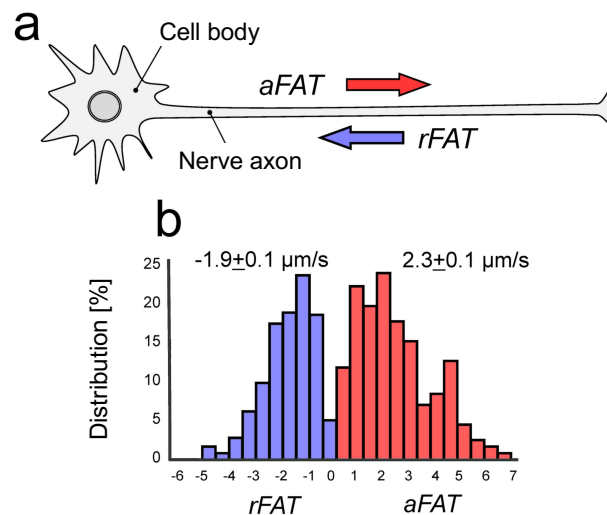 a
Cell body
aFAT
rFAT
Nerve axon
b
-1.9±0.1 µm/s 2.3±0.1 µm/s
Distribution [%]
25
20
15
10
5
0
-6 -5 -4 -3 -2 -1 0 1 2 3 4 5 6 7
rFAT aFAT